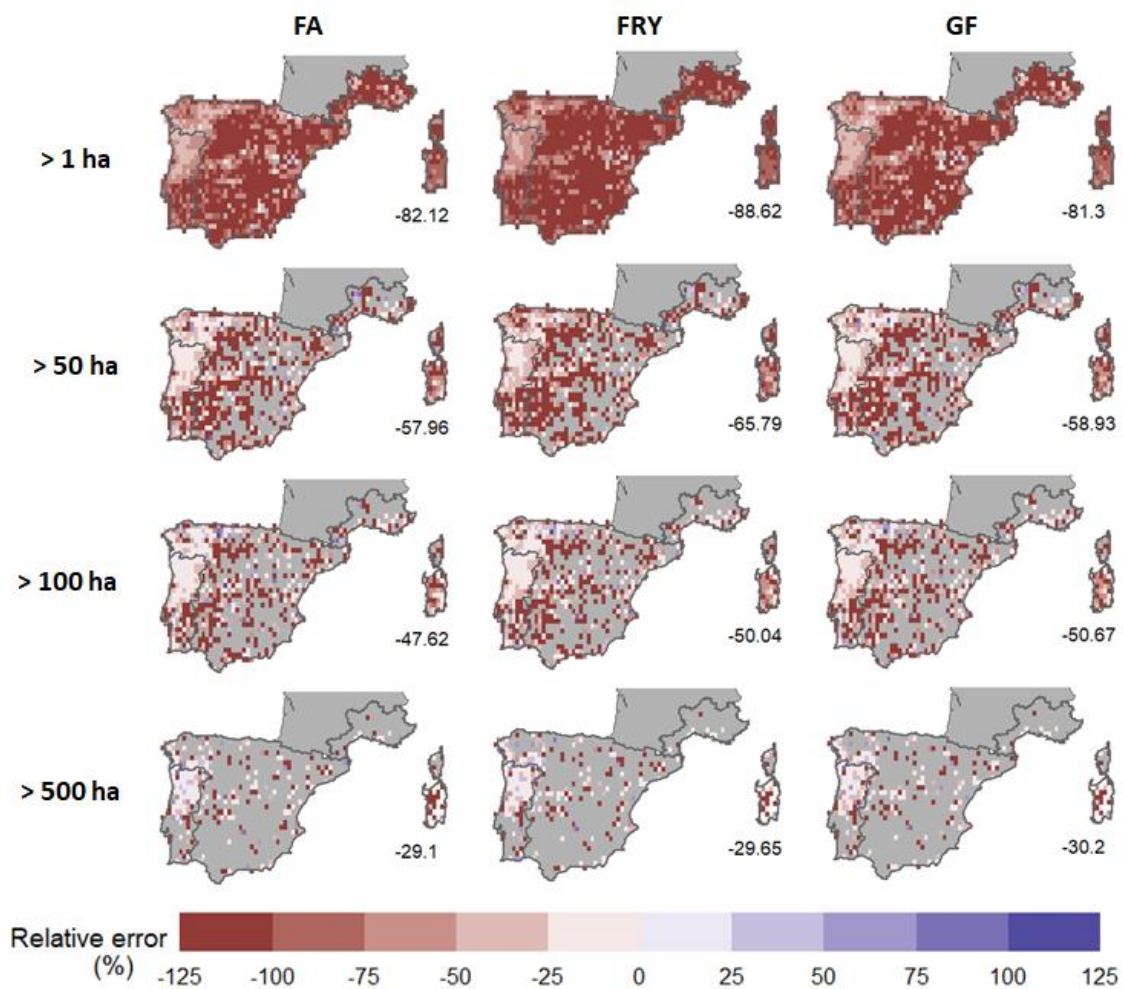 FA FRY GF
> 1 ha
-82.12 -88.62 -81.3
> 50 ha
-57.96 -65.79 -58.93
> 100 ha
-47.62 -50.04 -50.67
> 500 ha
-29.1 -29.65 -30.2
Relative error
(%)
-125 -100 -75 -50 -25 0 25 50 75 100 125